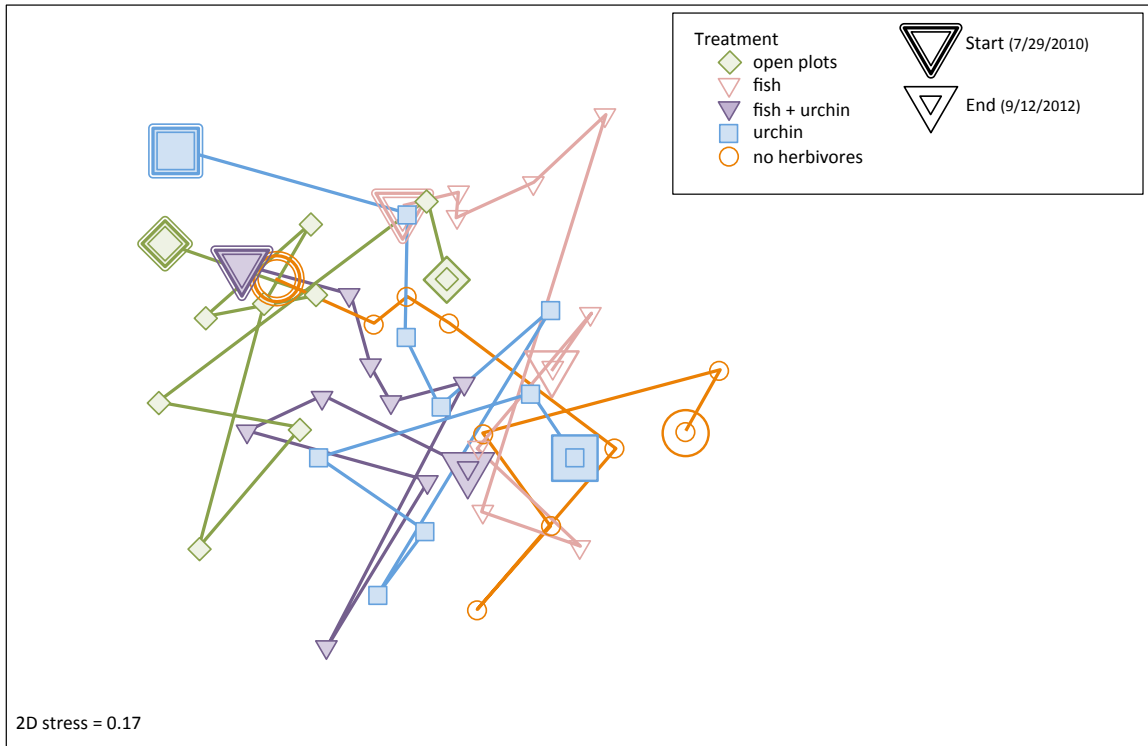 Treatment
open plots
fish
fish + urchin
urchin
no herbivores
Start (7/29/2010)
End (9/12/2012)
2D stress = 0.17